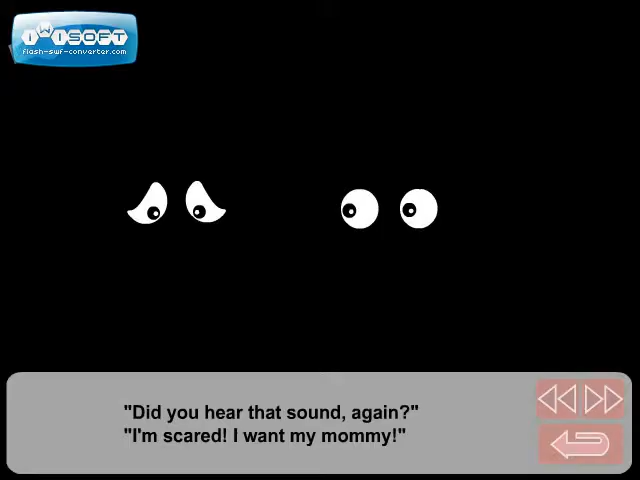 iWiSOFT
flash-swf-converter.com
"Did you hear that sound, again?"
"I'm scared! I want my mommy!"